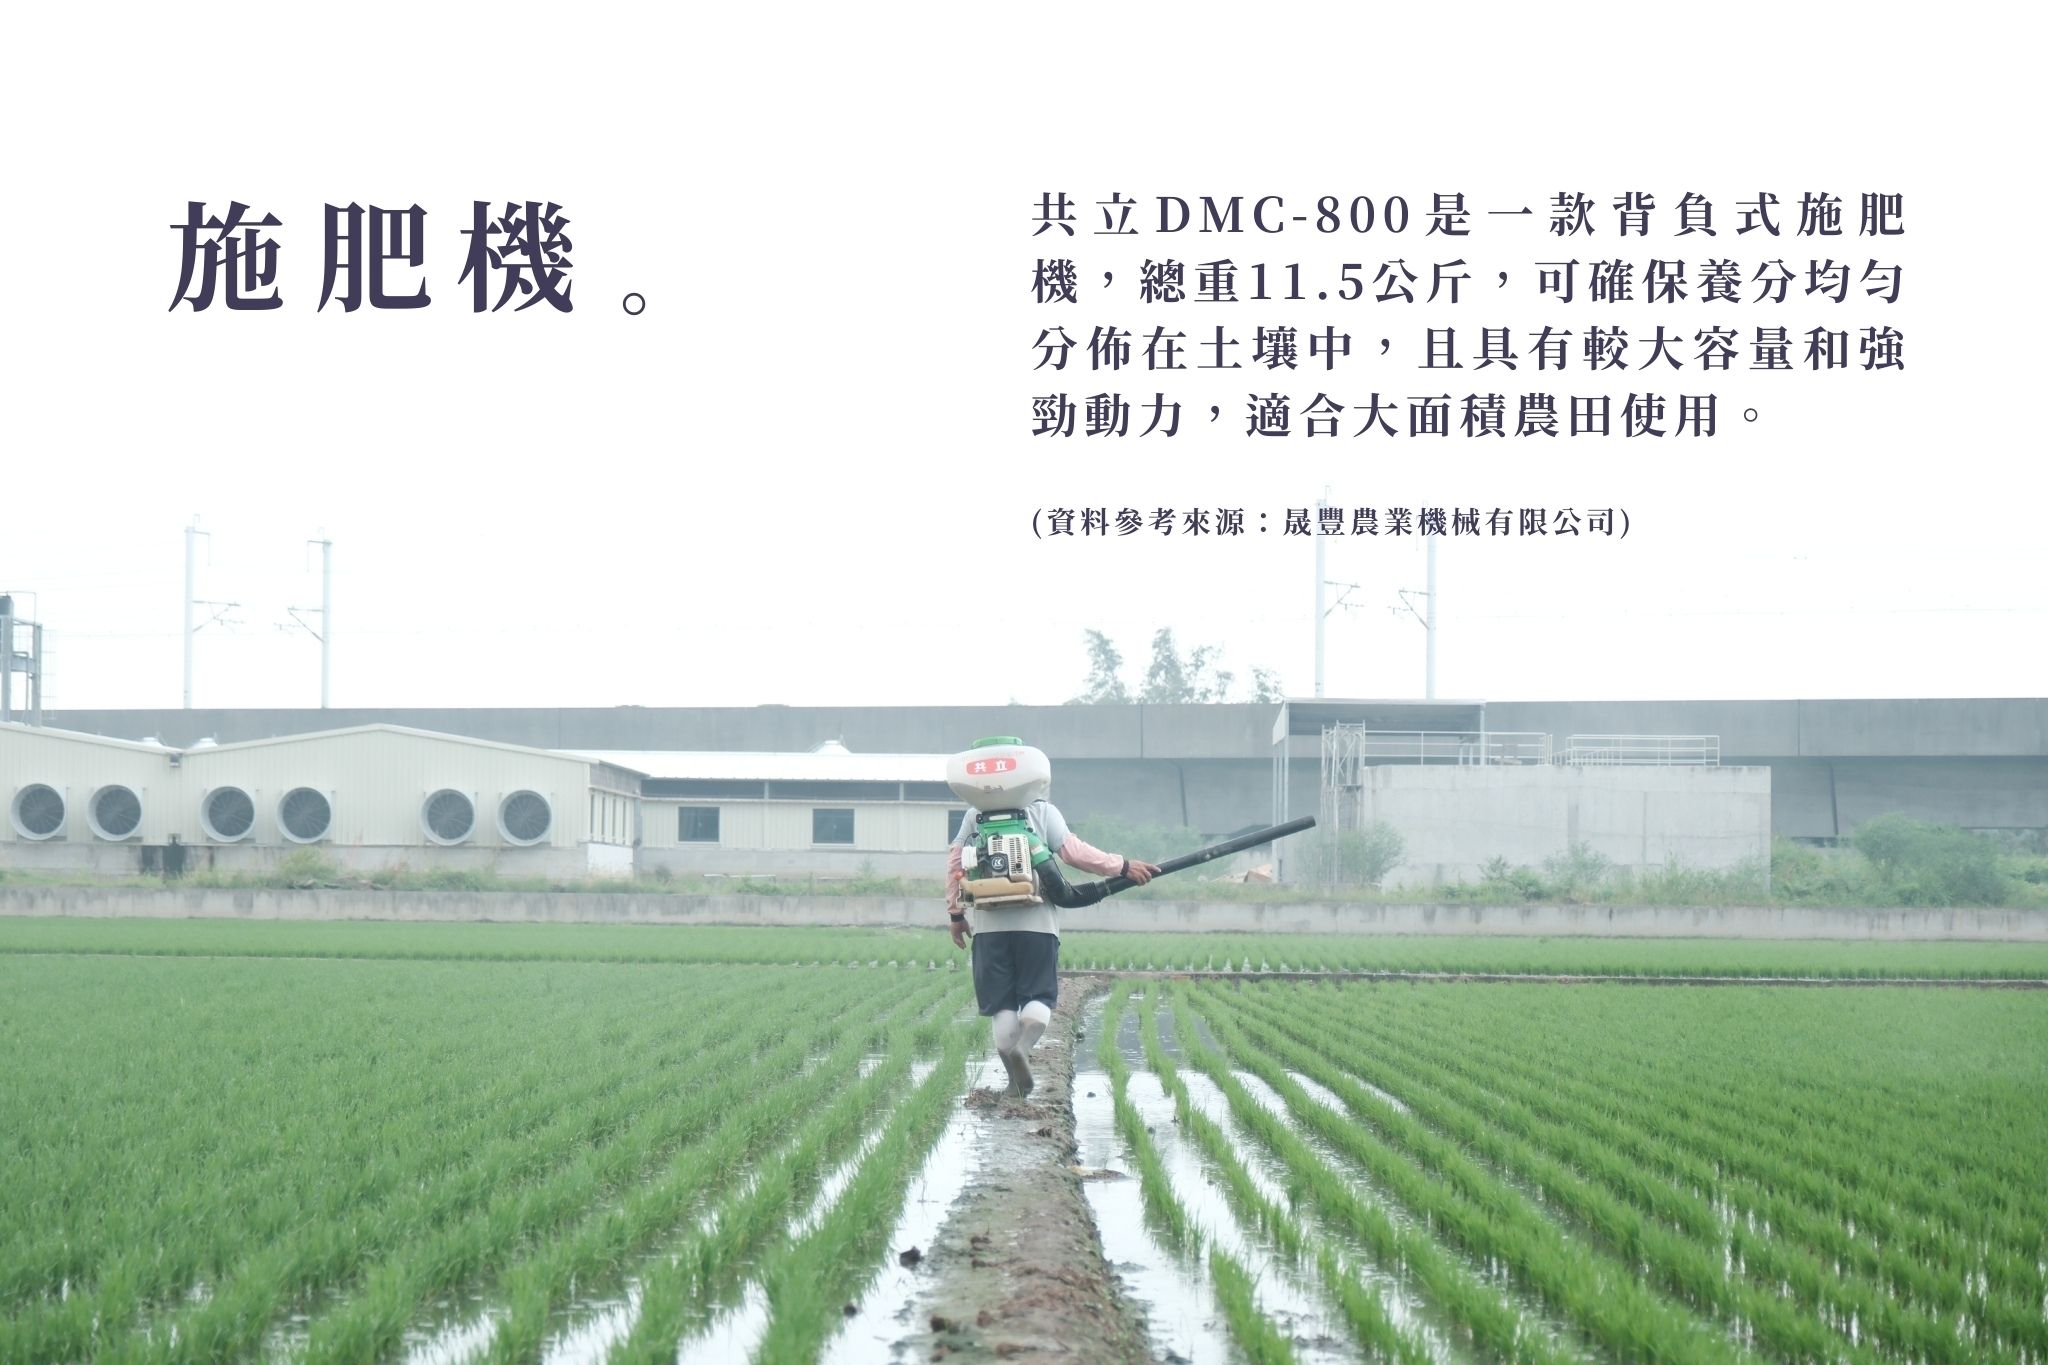 施肥機。
共立DMC-800是一款背負式施肥
機，總重11.5公斤，可確保養分均勻
分佈在土壤中，且具有較大容量和強
勁動力，適合大面積農田使用。
(資料參考來源：晟豐農業機械有限公司)
共立